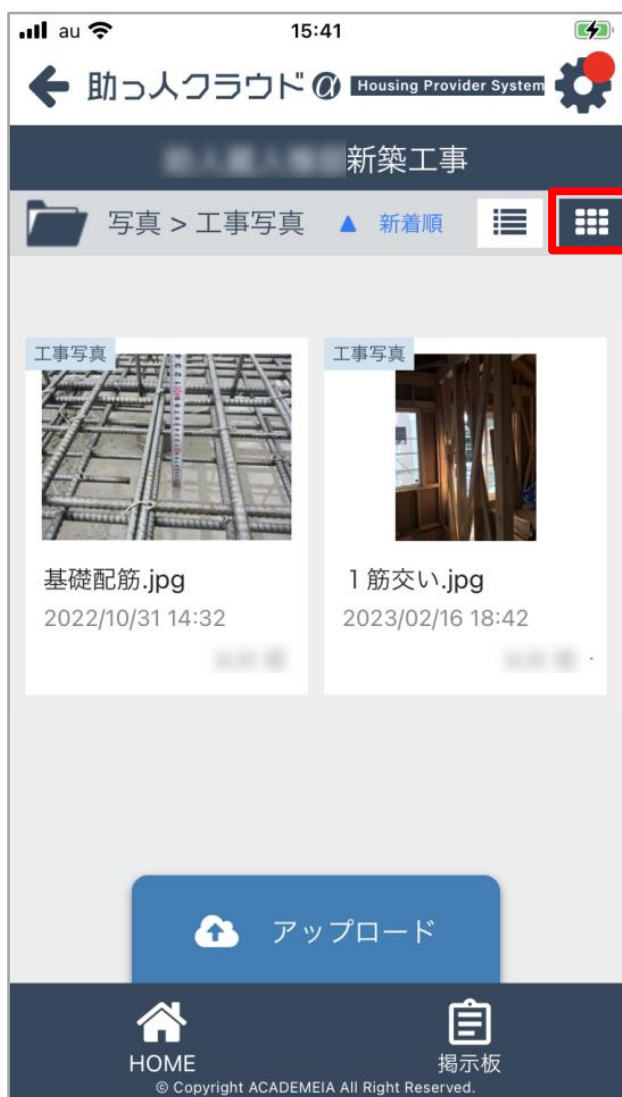 au 15:41
助っ人クラウドα Housing Provider System
新築工事
写真 > 工事写真 ▲ 新着順
工事写真
基礎配筋.jpg
2022/10/31 14:32
工事写真
1筋交い.jpg
2023/02/16 18:42
アップロード
HOME
掲示板
© Copyright ACADEMEIA All Right Reserved.